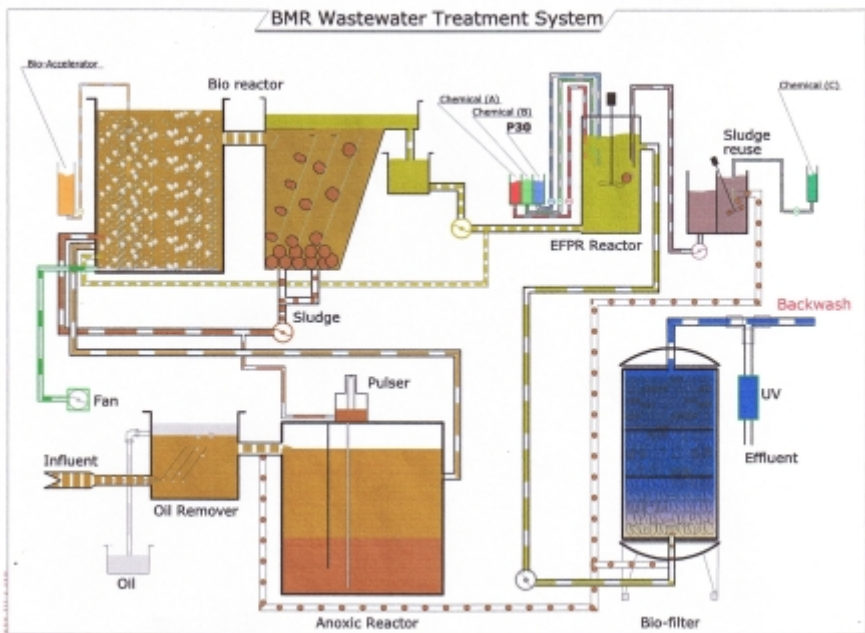 BMR Wastewater Treatment System
Bio-Accelerator
Bio reactor
Chemical (A)
Chemical (B)
P30
Chemical (C)
Sludge
reuse
EFPR Reactor
Sludge
Backwash
Fan
Pulser
UV
Influent
Effluent
Oil Remover
Oil
Anoxic Reactor
Bio-filter